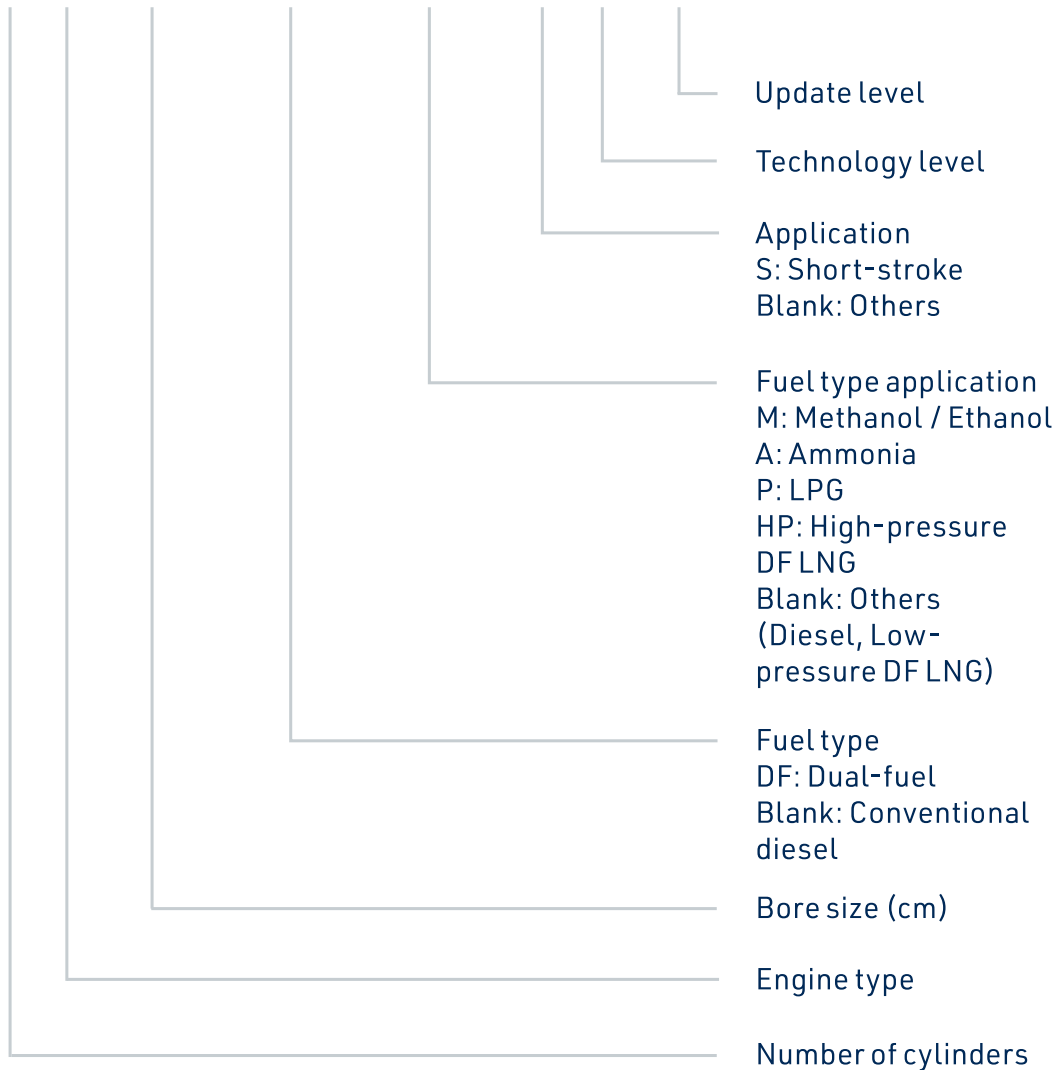 Update level
Technology level
Application
S: Short-stroke
Blank: Others
Fuel type application
M: Methanol / Ethanol
A: Ammonia
P: LPG
HP: High-pressure
DF LNG
Blank: Others
(Diesel, Low-
pressure DF LNG)
Fuel type
DF: Dual-fuel
Blank: Conventional
diesel
Bore size (cm)
Engine type
Number of cylinders